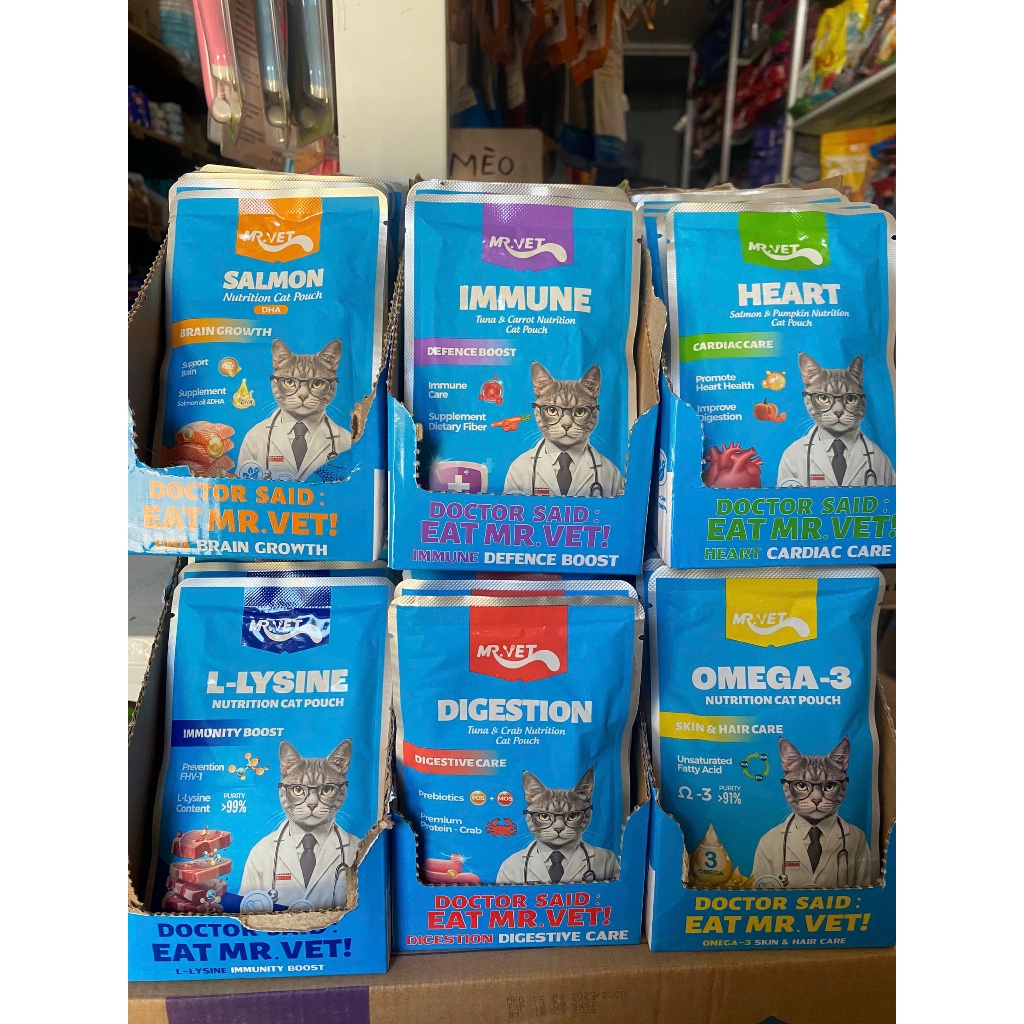 MÈO
MR.VET
SALMON
Nutrition Cat Pouch
DHA
BRAIN GROWTH
Support
Brain
Supplement
Salmon oil &DHA
DHA
DOCTOR SAID :
EAT MR.VET!
DHA BRAIN GROWTH
MR.VET
IMMUNE
Tuna & Carrot Nutrition
Cat Pouch
DEFENCE BOOST
Immune
Care
Supplement
Dietary Fiber
DOCTOR SAID :
EAT MR.VET!
IMMUNE DEFENCE BOOST
MR.VET
HEART
Salmon & Pumpkin Nutrition
Cat Pouch
CARDIAC CARE
Promote
Heart Health
Improve
Digestion
DOCTOR SAID :
EAT MR.VET!
HEART CARDIAC CARE
MR.VET
L-LYSINE
NUTRITION CAT POUCH
IMMUNITY BOOST
Prevention
FHV-1
L-Lysine
Content
PURITY
>99%
DOCTOR SAID :
EAT MR.VET!
L-LYSINE IMMUNITY BOOST
MR.VET
DIGESTION
Tuna & Crab Nutrition
Cat Pouch
DIGESTIVE CARE
Prebiotics FOS + MOS
Premium
Protein - Crab
DOCTOR SAID :
EAT MR.VET!
DIGESTION DIGESTIVE CARE
MR.VET
OMEGA-3
NUTRITION CAT POUCH
SKIN & HAIR CARE
Unsaturated
Fatty Acid
Ω -3
PURITY
>91%
3
OMEGA
DOCTOR SAID :
EAT MR.VET!
OMEGA-3 SKIN & HAIR CARE